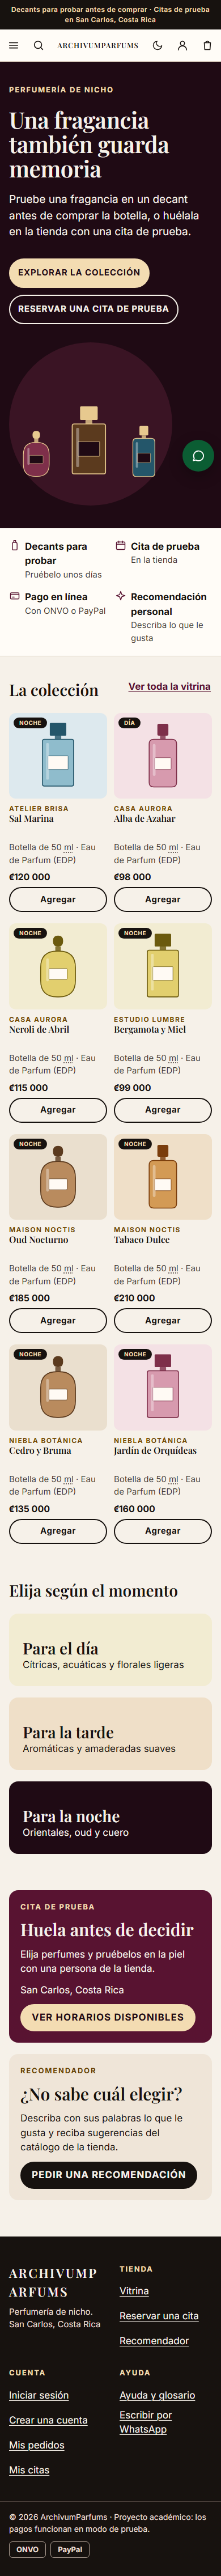 Decants para probar antes de comprar · Citas de prueba
en San Carlos, Costa Rica
ARCHIVUMPARFUMS
PERFUMERÍA DE NICHO
Una fragancia
también guarda
memoria
Pruebe una fragancia en un decant
antes de comprar la botella, o huélala
en la tienda con una cita de prueba.
EXPLORAR LA COLECCIÓN
RESERVAR UNA CITA DE PRUEBA
Decants para
probar
Pruébelo unos días
Cita de prueba
En la tienda
Pago en línea
Con ONVO o PayPal
Recomendación
personal
Describa lo que le
gusta
La colección
Ver toda la vitrina
NOCHE
ATELIER BRISA
Sal Marina
Botella de 50 ml · Eau
de Parfum (EDP)
₡120 000
Agregar
DÍA
CASA AURORA
Alba de Azahar
Botella de 50 ml · Eau
de Parfum (EDP)
₡98 000
Agregar
NOCHE
CASA AURORA
Neroli de Abril
Botella de 50 ml · Eau
de Parfum (EDP)
₡115 000
Agregar
NOCHE
ESTUDIO LUMBRE
Bergamota y Miel
Botella de 50 ml · Eau
de Parfum (EDP)
₡99 000
Agregar
NOCHE
MAISON NOCTIS
Oud Nocturno
Botella de 50 ml · Eau
de Parfum (EDP)
₡185 000
Agregar
NOCHE
MAISON NOCTIS
Tabaco Dulce
Botella de 50 ml · Eau
de Parfum (EDP)
₡210 000
Agregar
NOCHE
NIEBLA BOTÁNICA
Cedro y Bruma
Botella de 50 ml · Eau
de Parfum (EDP)
₡135 000
Agregar
NOCHE
NIEBLA BOTÁNICA
Jardín de Orquídeas
Botella de 50 ml · Eau
de Parfum (EDP)
₡160 000
Agregar
Elija según el momento
Para el día
Cítricas, acuáticas y florales ligeras
Para la tarde
Aromáticas y amaderadas suaves
Para la noche
Orientales, oud y cuero
CITA DE PRUEBA
Huela antes de decidir
Elija perfumes y pruébelos en la piel
con una persona de la tienda.
San Carlos, Costa Rica
VER HORARIOS DISPONIBLES
RECOMENDADOR
¿No sabe cuál elegir?
Describa con sus palabras lo que le
gusta y reciba sugerencias del
catálogo de la tienda.
PEDIR UNA RECOMENDACIÓN
ARCHIVUMP
ARFUMS
Perfumería de nicho.
San Carlos, Costa Rica
TIENDA
Vitrina
Reservar una cita
Recomendador
CUENTA
Iniciar sesión
Crear una cuenta
Mis pedidos
Mis citas
AYUDA
Ayuda y glosario
Escribir por
WhatsApp
© 2026 ArchivumParfums · Proyecto académico: los
pagos funcionan en modo de prueba.
ONVO
PayPal